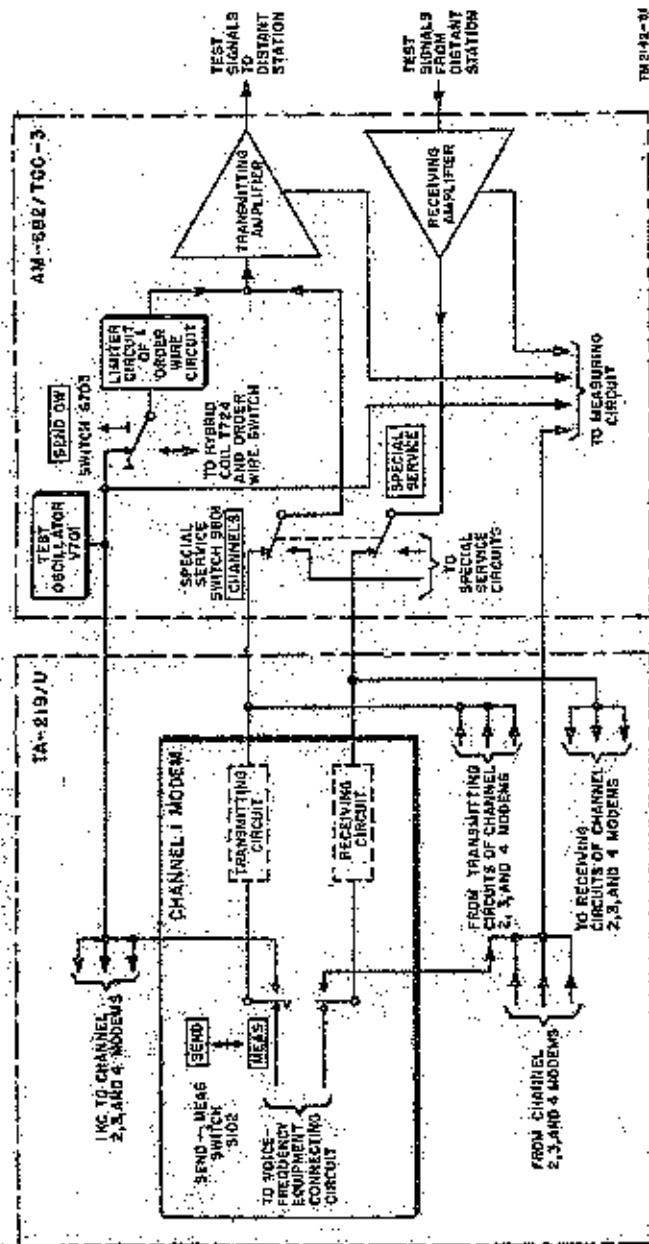 TA-219/U
1 KC TO CHANNEL
2,3, AND 4 MODEMS
CHANNEL 1 MODEM
SEND
SEND - MEAS
SWITCH
S102
MEAS
TO VOICE-
FREQUENCY
EQUIPMENT
CONNECTING
CIRCUIT
TRANSMITTING
CIRCUIT
RECEIVING
CIRCUIT
FROM TRANSMITTING
CIRCUITS OF CHANNEL
2, 3, AND 4 MODEMS
TO RECEIVING
CIRCUITS OF CHANNEL
2,3, AND 4 MODEMS
FROM CHANNEL
2,3, AND 4 MODEMS
AM-682/TCC-3
TEST
OSCILLATOR
V701
SEND OW
SWITCH S703
LIMITER
CIRCUIT
OF
ORDER
WIRE
CIRCUIT
TO HYBRID
COIL T724
AND ORDER
WIRE SWITCH
SPECIAL
SERVICE
SWITCH S801
CHANNELS
SPECIAL
SERVICE
TO
SPECIAL
SERVICE
CIRCUITS
TRANSMITTING
AMPLIFIER
RECEIVING
AMPLIFIER
TO MEASURING
CIRCUIT
TEST
SIGNALS
TO
DISTANT
STATION
TEST
SIGNALS
FROM
DISTANT
STATION